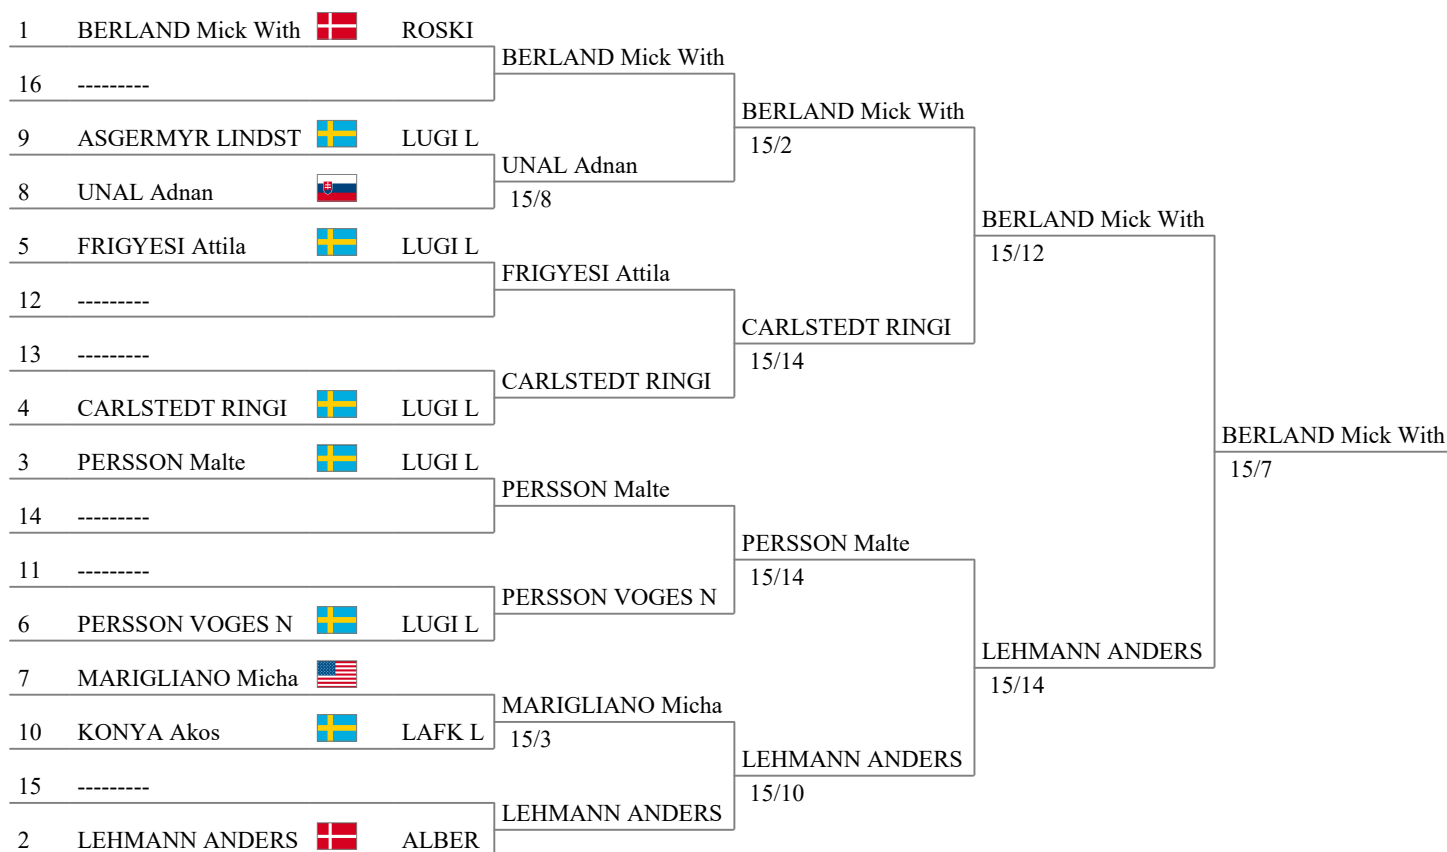 1 BERLAND Mick With ROSKI
BERLAND Mick With
16 ---------
BERLAND Mick With
15/2
9 ASGERMYR LINDST LUGI L
UNAL Adnan
15/8
8 UNAL Adnan
BERLAND Mick With
15/12
5 FRIGYESI Attila LUGI L
FRIGYESI Attila
12 ---------
CARLSTEDT RINGI
15/14
13 ---------
CARLSTEDT RINGI
4 CARLSTEDT RINGI LUGI L
BERLAND Mick With
15/7
3 PERSSON Malte LUGI L
PERSSON Malte
14 ---------
PERSSON Malte
15/14
11 ---------
PERSSON VOGES N
6 PERSSON VOGES N LUGI L
LEHMANN ANDERS
15/14
7 MARIGLIANO Micha
MARIGLIANO Micha
15/3
10 KONYA Akos LAFK L
LEHMANN ANDERS
15/10
15 ---------
LEHMANN ANDERS
2 LEHMANN ANDERS ALBER